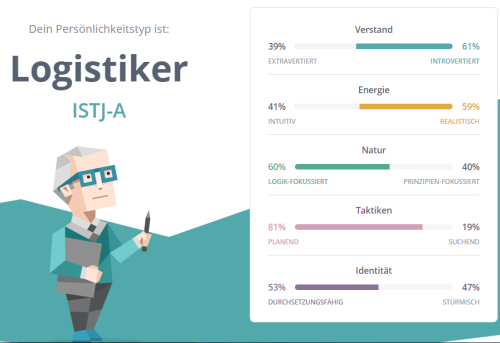 Dein Persönlichkeitstyp ist:
Logistiker
ISTJ-A
Verstand
39% 61%
EXTRAVERTIERT INTROVERTIERT
Energie
41% 59%
INTUITIV REALISTISCH
Natur
60% 40%
LOGIK-FOKUSSIERT PRINZIPIEN-FOKUSSIERT
Taktiken
81% 19%
PLANEND SUCHEND
Identität
53% 47%
DURCHSETZUNGSFÄHIG STÜRMISCH